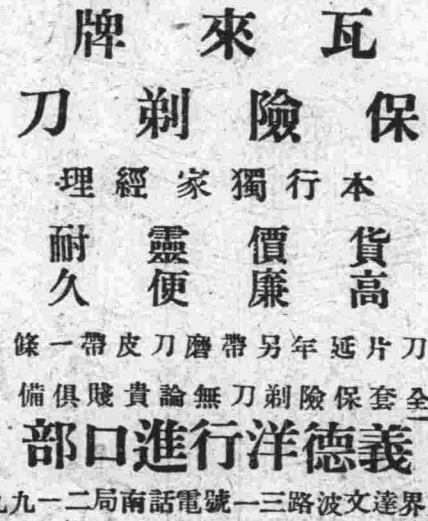 瓦來牌
保險剃刀
本行獨家經理
貨高 價廉 靈便 耐久
刀片延年另帶磨刀皮帶一條
全套保險剃刀無論貴賤俱備
義德洋行進口部
界達文波路三一號電話南局二一九